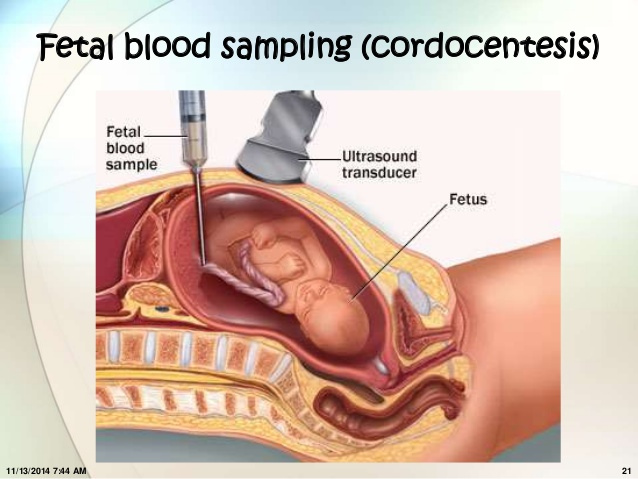 Fetal blood sampling (cordocentesis)
Fetal
blood
sample
Ultrasound
transducer
Fetus
11/13/2014 7:44 AM
21